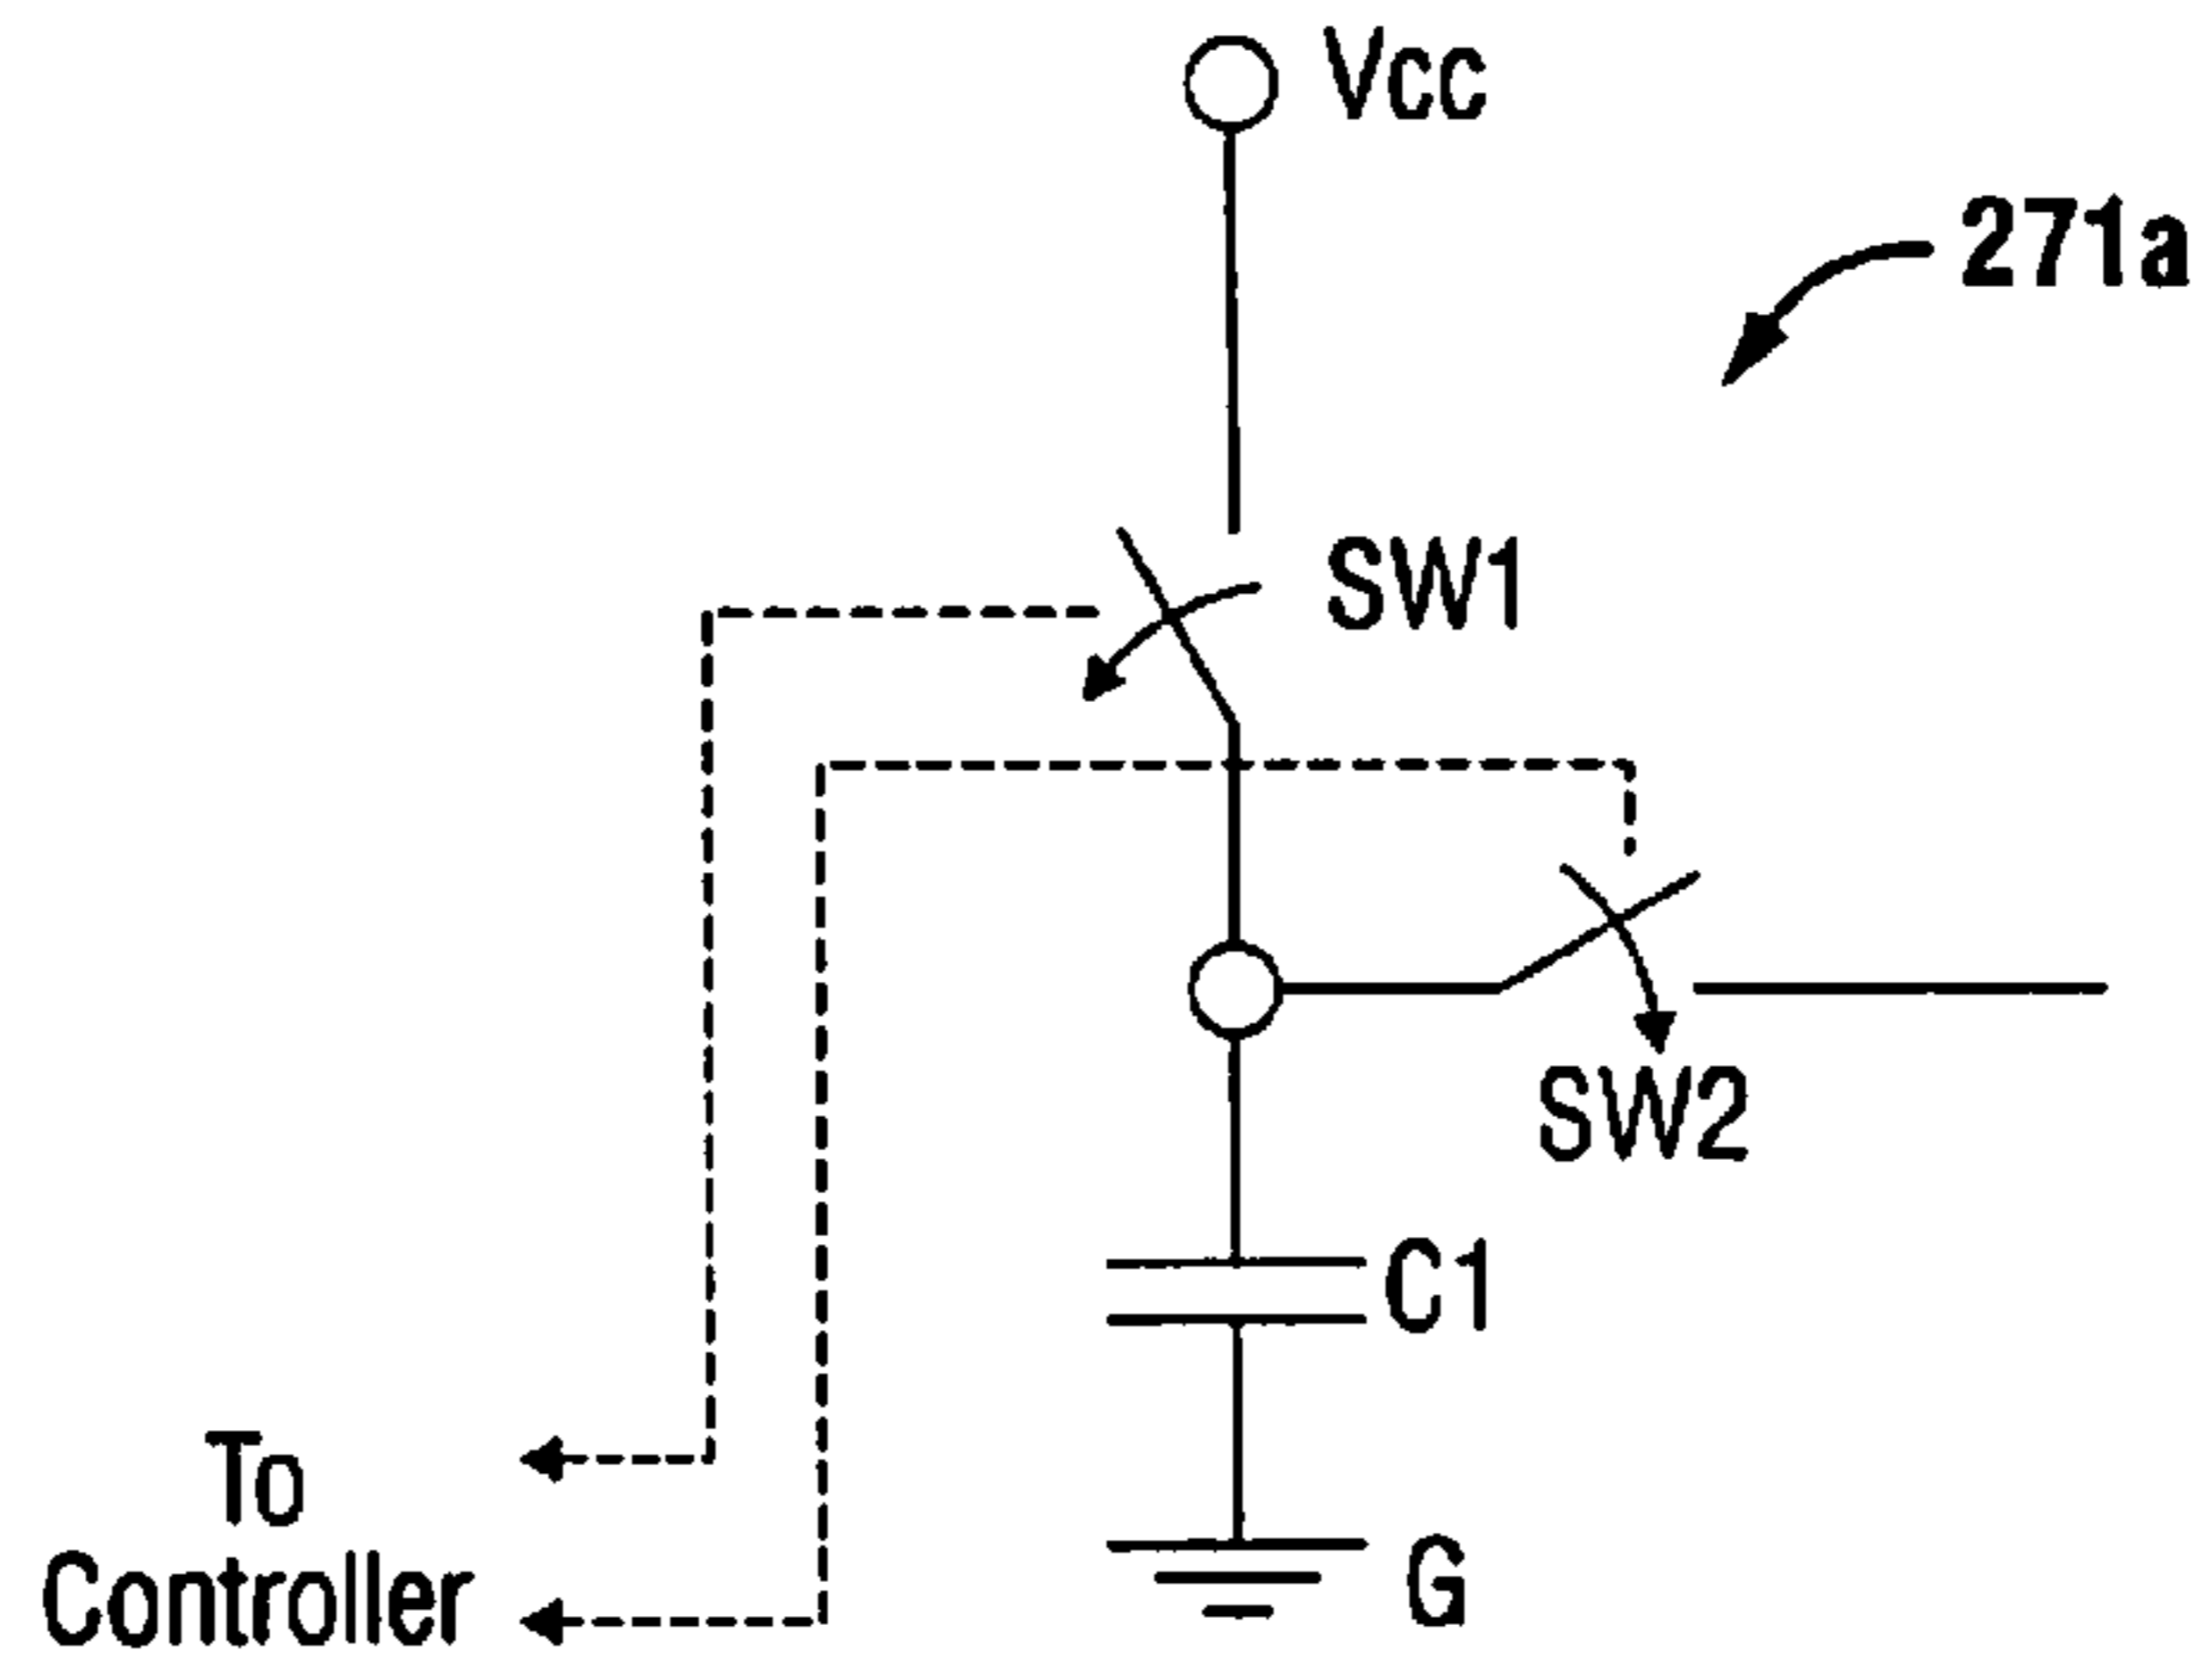 Vcc
271a
SW1
SW2
C1
To
Controller
G